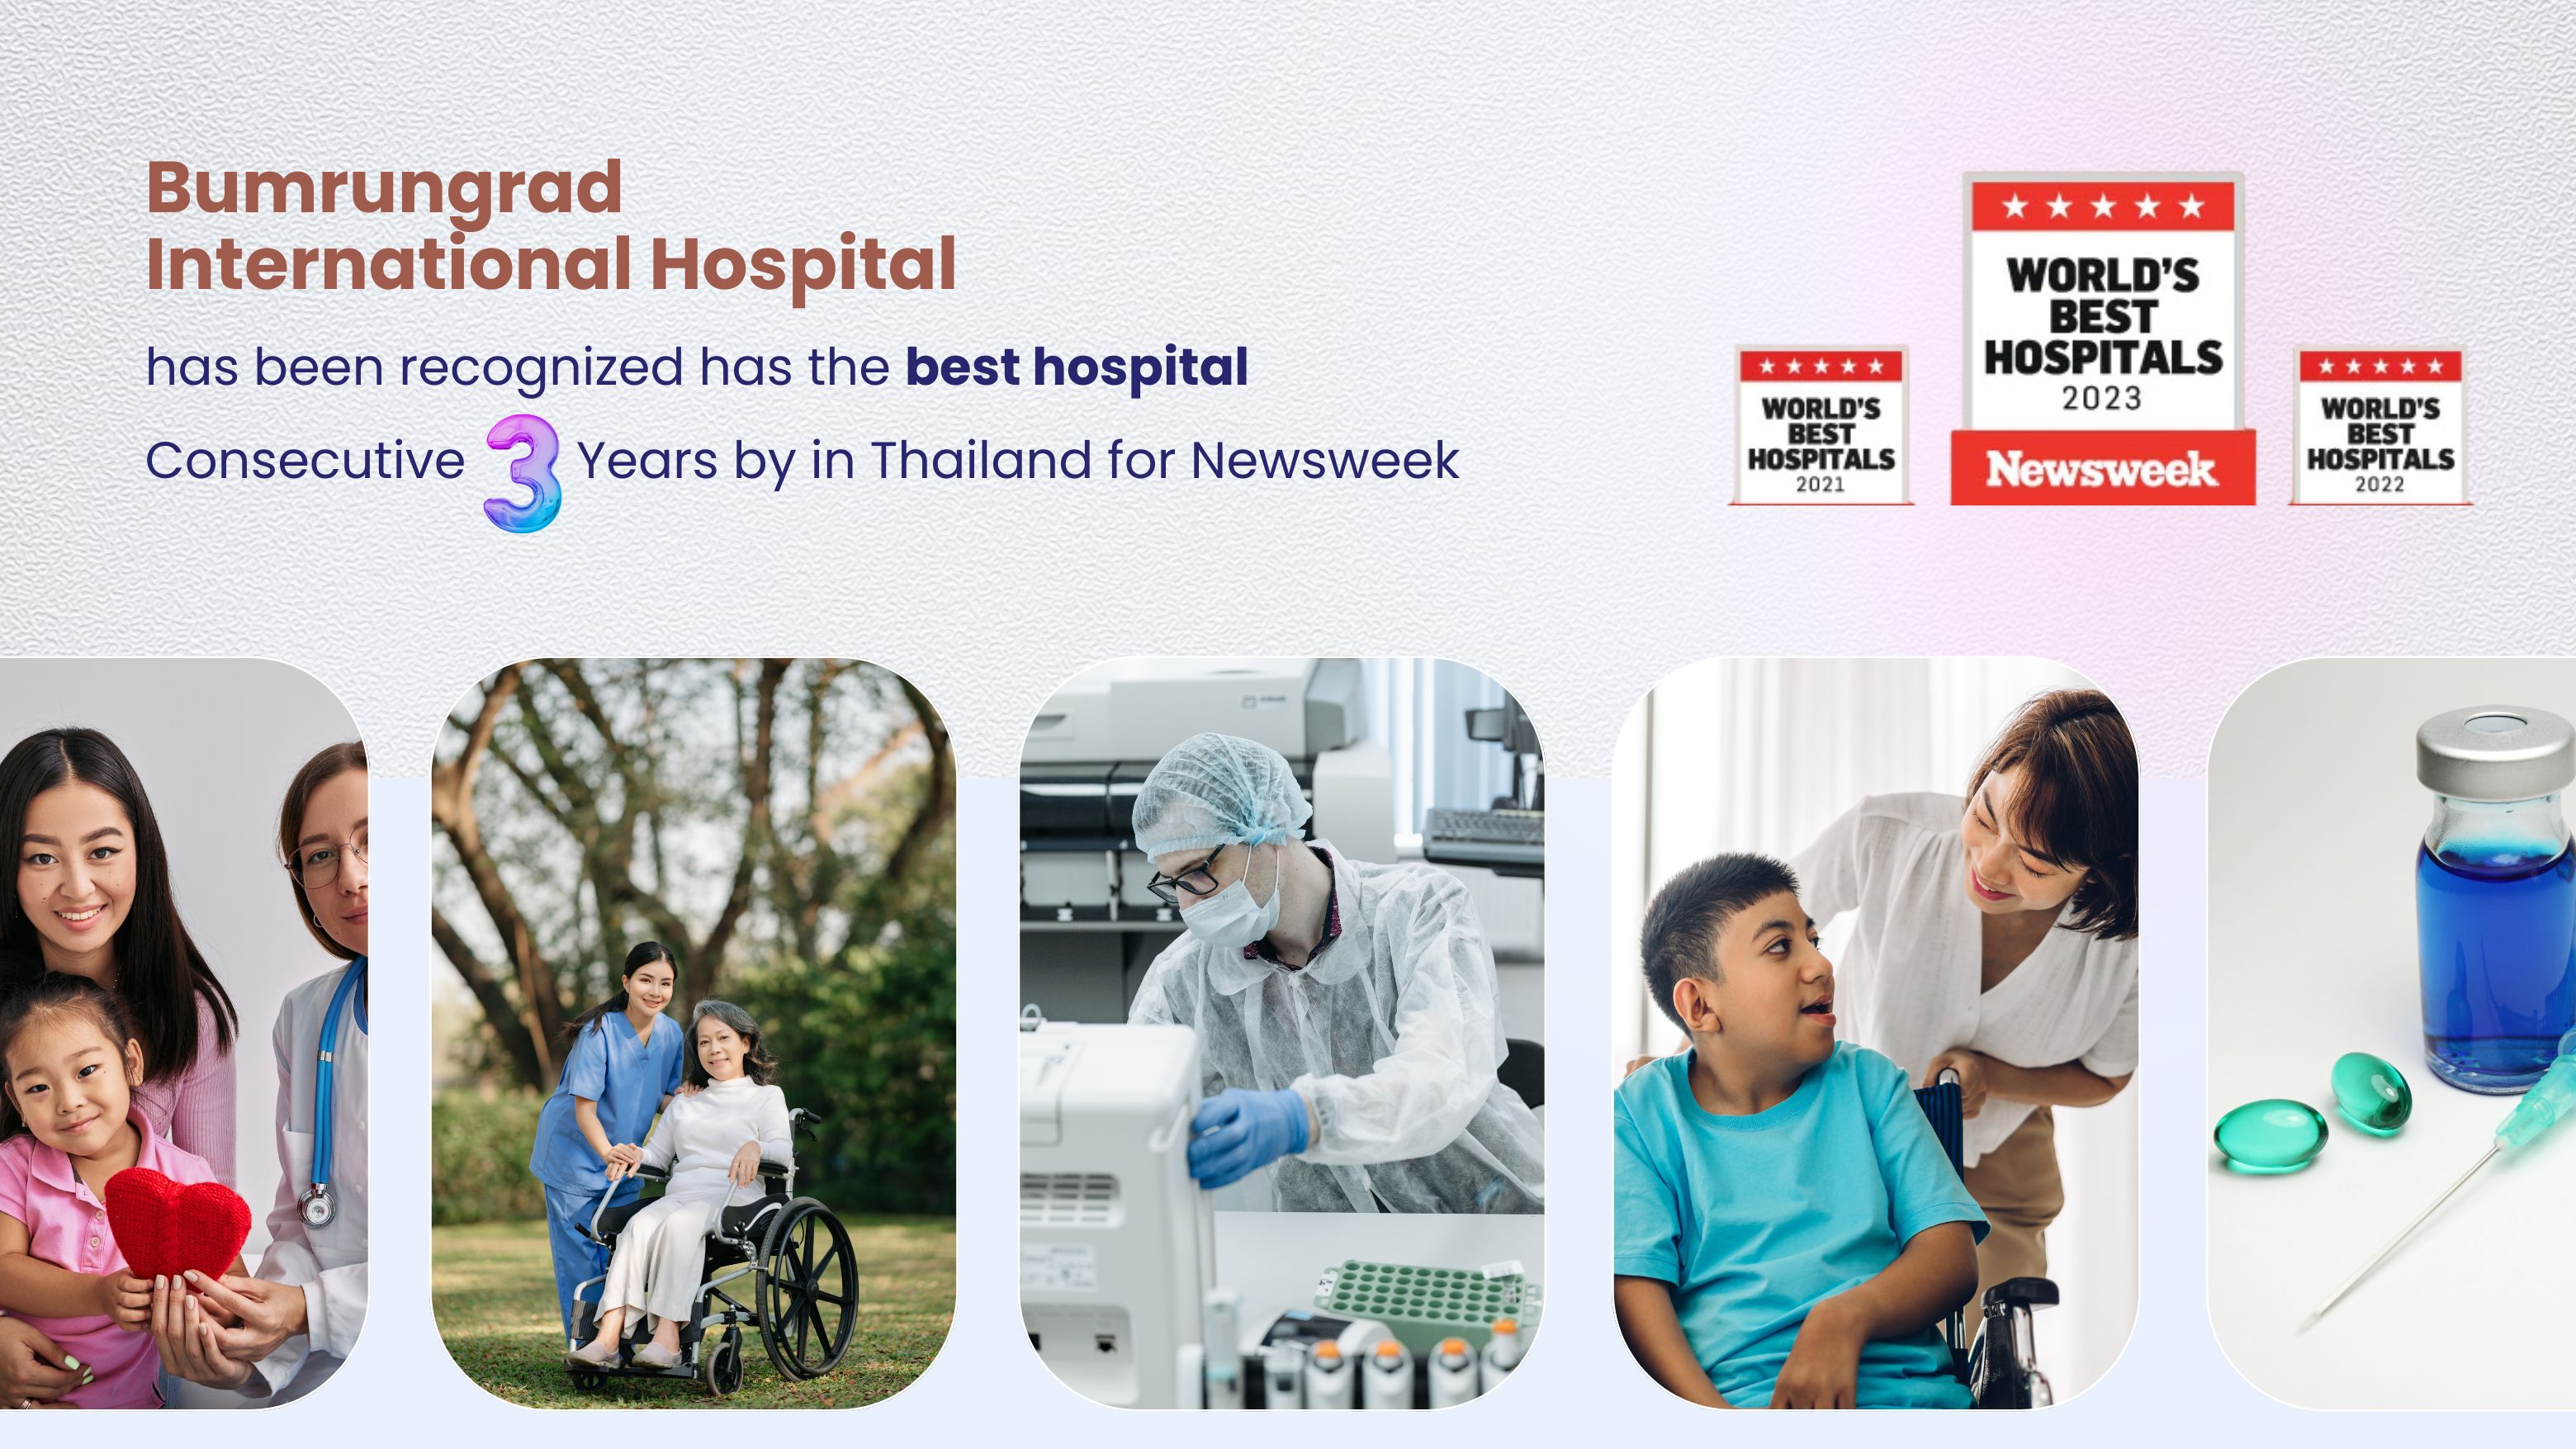 Bumrungrad
International Hospital
has been recognized has the best hospital
Consecutive 3 Years by in Thailand for Newsweek
WORLD'S
BEST
HOSPITALS
2021
WORLD'S
BEST
HOSPITALS
2023
Newsweek
WORLD'S
BEST
HOSPITALS
2022